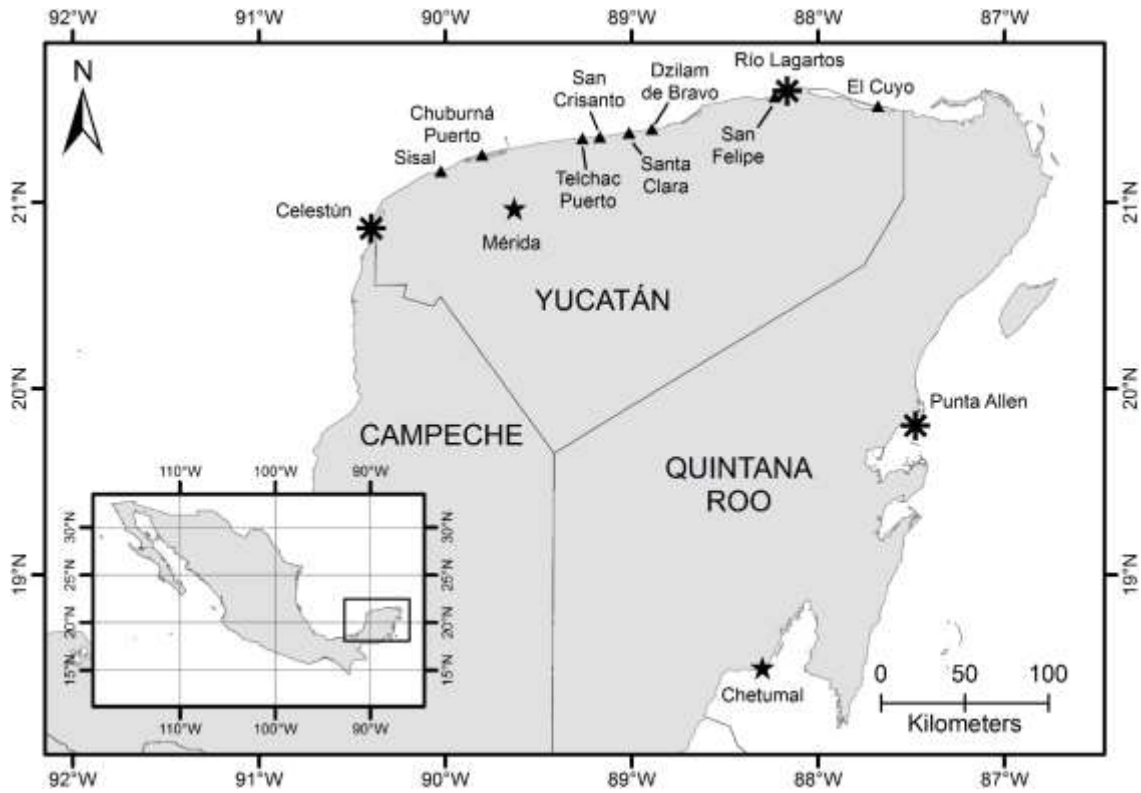 92°W 91°W 90°W 89°W 88°W 87°W
N
Río Lagartos
Dzilam
de Bravo
San
Crisanto
El Cuyo
Chuburná
Puerto
Sisal
San
Felipe
Santa
Clara
Telchac
Puerto
21°N
21°N
Celestún
Mérida
YUCATÁN
20°N
20°N
Punta Allen
CAMPECHE
QUINTANA
ROO
110°W 100°W 90°W
30°N
30°N
25°N
25°N
20°N
20°N
15°N
15°N
110°W 100°W 90°W
19°N
19°N
Chetumal
0 50 100
Kilometers
92°W 91°W 90°W 89°W 88°W 87°W